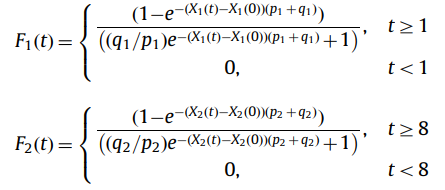 F₁(t) = { (1−e^{−(X₁(t)−X₁(0))(p₁+q₁)}) / ((q₁/p₁)e^{−(X₁(t)−X₁(0))(p₁+q₁)}+1), t ≥ 1
0, t < 1
F₂(t) = { (1−e^{−(X₂(t)−X₂(0))(p₂+q₂)}) / ((q₂/p₂)e^{−(X₂(t)−X₂(0))(p₂+q₂)}+1), t ≥ 8
0, t < 8